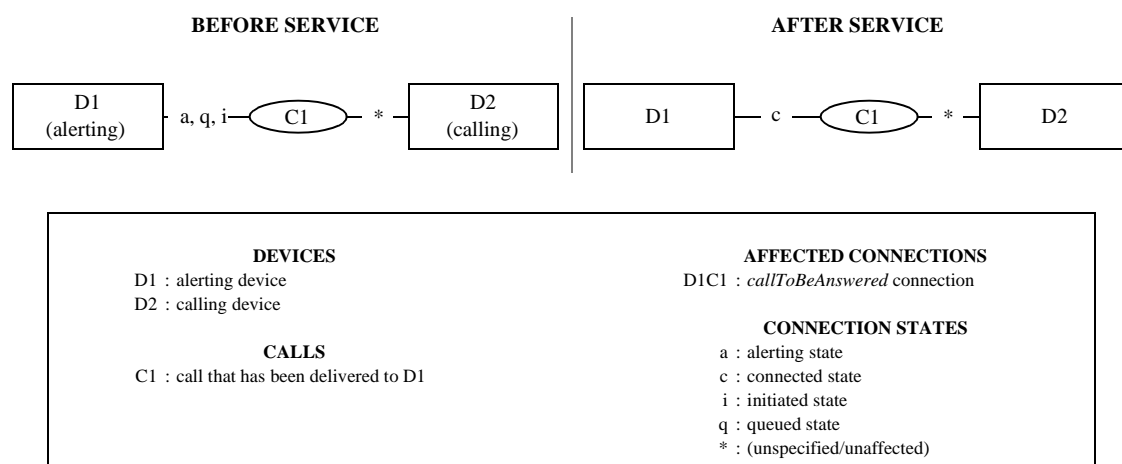 BEFORE SERVICE
D1
(alerting)
a, q, i
C1
*
D2
(calling)
AFTER SERVICE
D1
c
C1
*
D2
DEVICES
D1 : alerting device
D2 : calling device
CALLS
C1 : call that has been delivered to D1
AFFECTED CONNECTIONS
D1C1 : callToBeAnswered connection
CONNECTION STATES
a : alerting state
c : connected state
i : initiated state
q : queued state
* : (unspecified/unaffected)